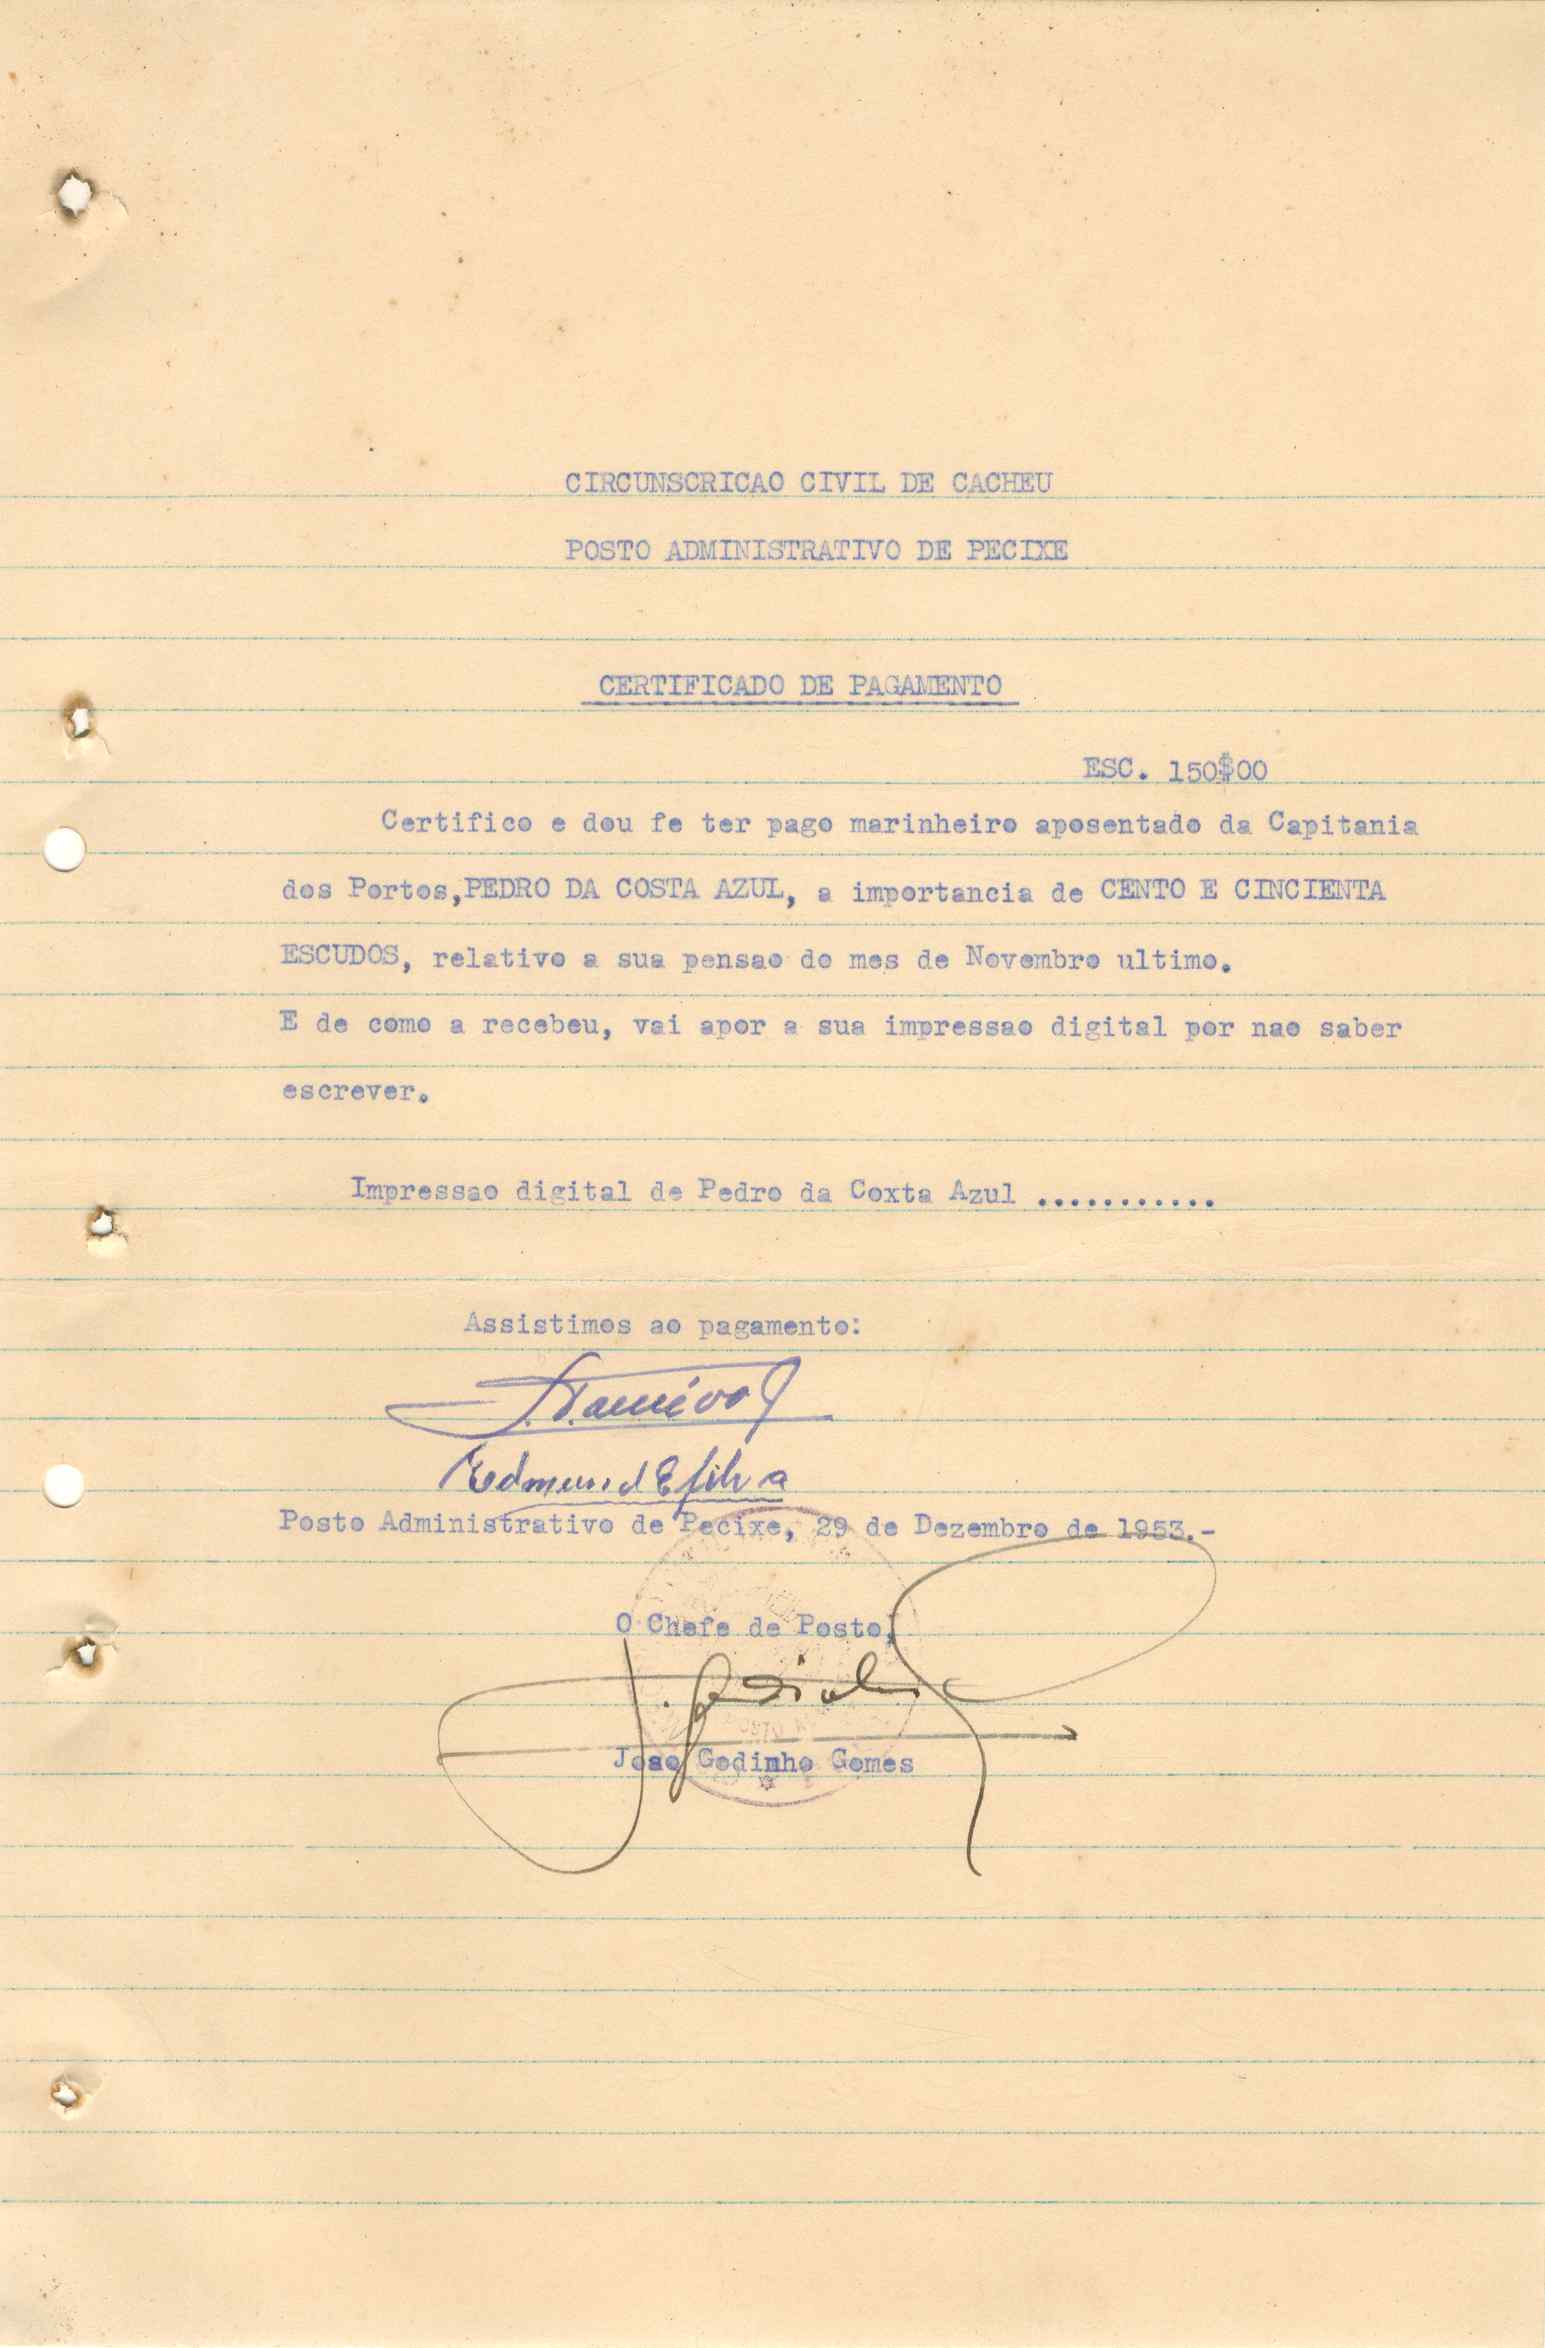 CIRCUNSCRICAO CIVIL DE CACHEU
POSTO ADMINISTRATIVO DE PECIXE
CERTIFICADO DE PAGAMENTO
ESC. 150$00
Certifico e dou fe ter pago marinheiro aposentado da Capitania
dos Portos,PEDRO DA COSTA AZUL, a importancia de CENTO E CINCIENTA
ESCUDOS, relativo a sua pensao do mes de Novembro ultimo.
E de como a recebeu, vai apor a sua impressao digital por nao saber
escrever.
Impressao digital de Pedro da Coxta Azul ...........
Assistimos ao pagamento:
Edmund E Silva
Posto Administrativo de Pecixe, 29 de Dezembro de 1953.-
O Chefe de Posto,
J. Godinho
Joao Godinho Gomes